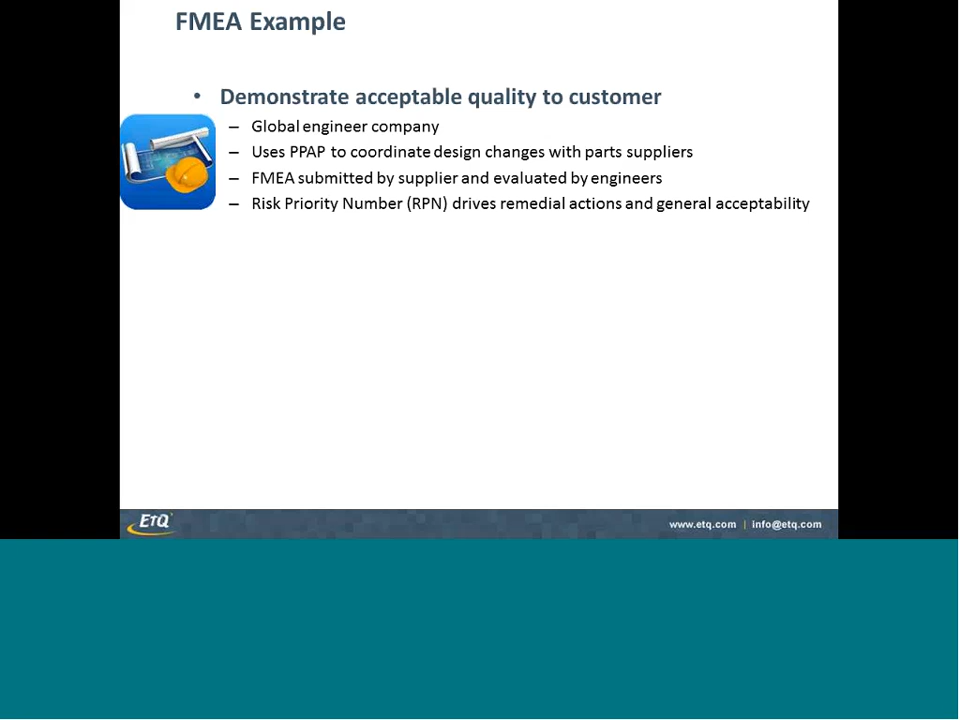 FMEA Example
• Demonstrate acceptable quality to customer
– Global engineer company
– Uses PPAP to coordinate design changes with parts suppliers
– FMEA submitted by supplier and evaluated by engineers
– Risk Priority Number (RPN) drives remedial actions and general acceptability
ETQ www.etq.com | info@etq.com